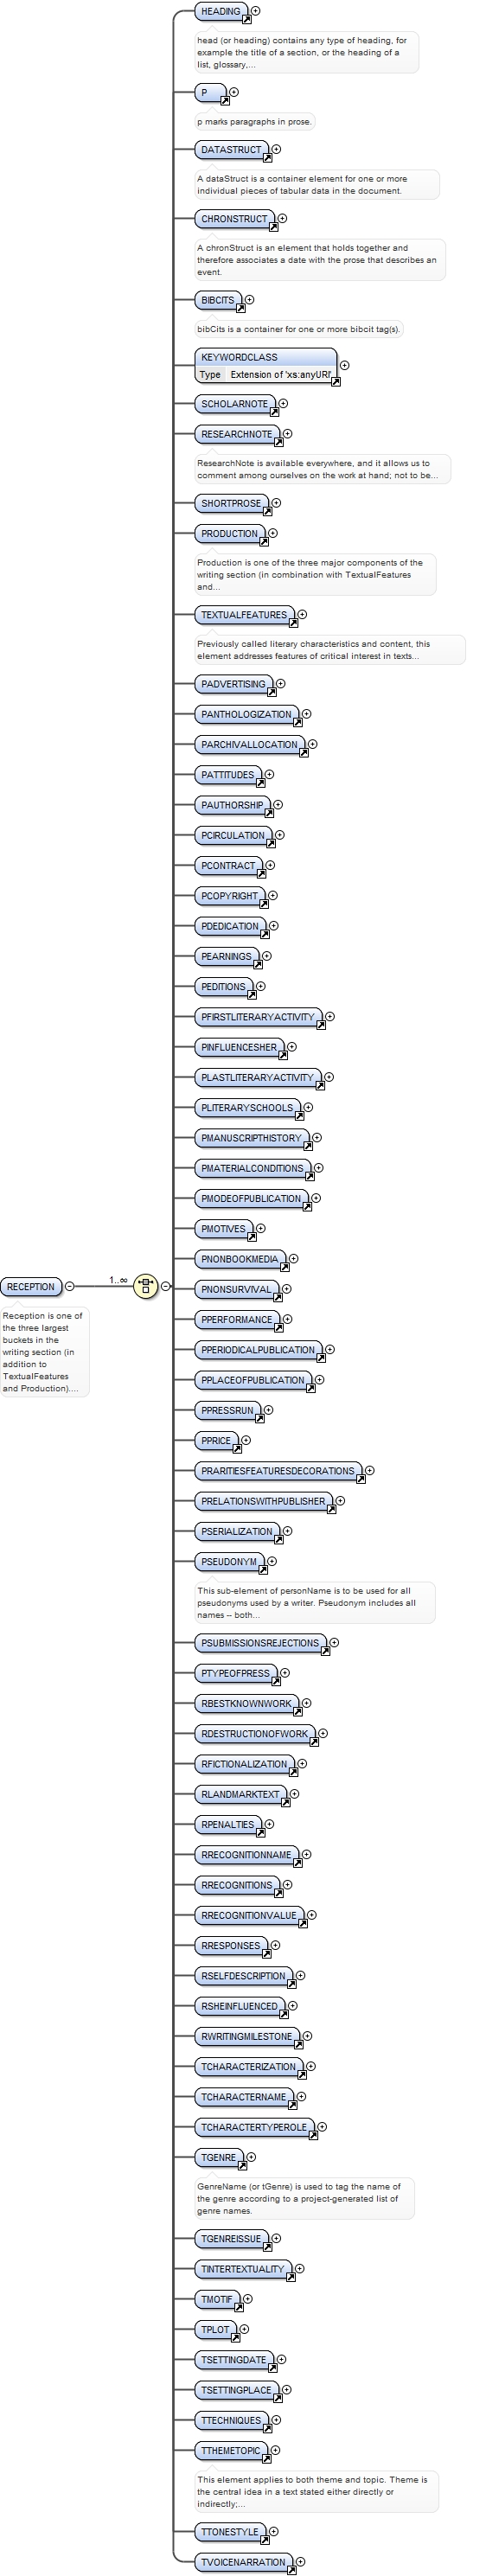 HEADING
head (or heading) contains any type of heading, for
example the title of a section, or the heading of a
list, glossary,...
P
p marks paragraphs in prose.
DATASTRUCT
A dataStruct is a container element for one or more
individual pieces of tabular data in the document.
CHRONSTRUCT
A chronStruct is an element that holds together and
therefore associates a date with the prose that describes an
event.
BIBCITS
bibCits is a container for one or more bibcit tag(s).
KEYWORDCLASS
Type Extension of 'xs:anyURI'
SCHOLARNOTE
RESEARCHNOTE
ResearchNote is available everywhere, and it allows us to
comment among ourselves on the work at hand; not to be...
SHORTPROSE
PRODUCTION
Production is one of the three major components of the
writing section (in combination with TextualFeatures
and...
TEXTUALFEATURES
Previously called literary characteristics and content, this
element addresses features of critical interest in texts...
PADVERTISING
PANTHOLOGIZATION
PARCHIVALLOCATION
PATTITUDES
PAUTHORSHIP
PCIRCULATION
PCONTRACT
PCOPYRIGHT
PDEDICATION
PEARNINGS
PEDITIONS
PFIRSTLITERARYACTIVITY
PINFLUENCESHER
PLASTLITERARYACTIVITY
PLITERARYSCHOOLS
PMANUSCRIPTHISTORY
PMATERIALCONDITIONS
PMODEOFPUBLICATION
PMOTIVES
PNONBOOKMEDIA
RECEPTION
1..∞
Reception is one of
the three largest
buckets in the
writing section (in
addition to
TextualFeatures
and Production)....
PNONSURVIVAL
PPERFORMANCE
PPERIODICALPUBLICATION
PPLACEOFPUBLICATION
PPRESSRUN
PPRICE
PRARITIESFEATURESDECORATIONS
PRELATIONSWITHPUBLISHER
PSERIALIZATION
PSEUDONYM
This sub-element of personName is to be used for all
pseudonyms used by a writer. Pseudonym includes all
names -- both...
PSUBMISSIONSREJECTIONS
PTYPEOFPRESS
RBESTKNOWNWORK
RDESTRUCTIONOFWORK
RFICTIONALIZATION
RLANDMARKTEXT
RPENALTIES
RRECOGNITIONNAME
RRECOGNITIONS
RRECOGNITIONVALUE
RRESPONSES
RSELFDESCRIPTION
RSHEINFLUENCED
RWRITINGMILESTONE
TCHARACTERIZATION
TCHARACTERNAME
TCHARACTERTYPEROLE
TGENRE
GenreName (or tGenre) is used to tag the name of
the genre according to a project-generated list of
genre names.
TGENREISSUE
TINTERTEXTUALITY
TMOTIF
TPLOT
TSETTINGDATE
TSETTINGPLACE
TTECHNIQUES
TTHEMETOPIC
This element applies to both theme and topic. Theme is
the central idea in a text stated either directly or
indirectly;...
TTONESTYLE
TVOICENARRATION